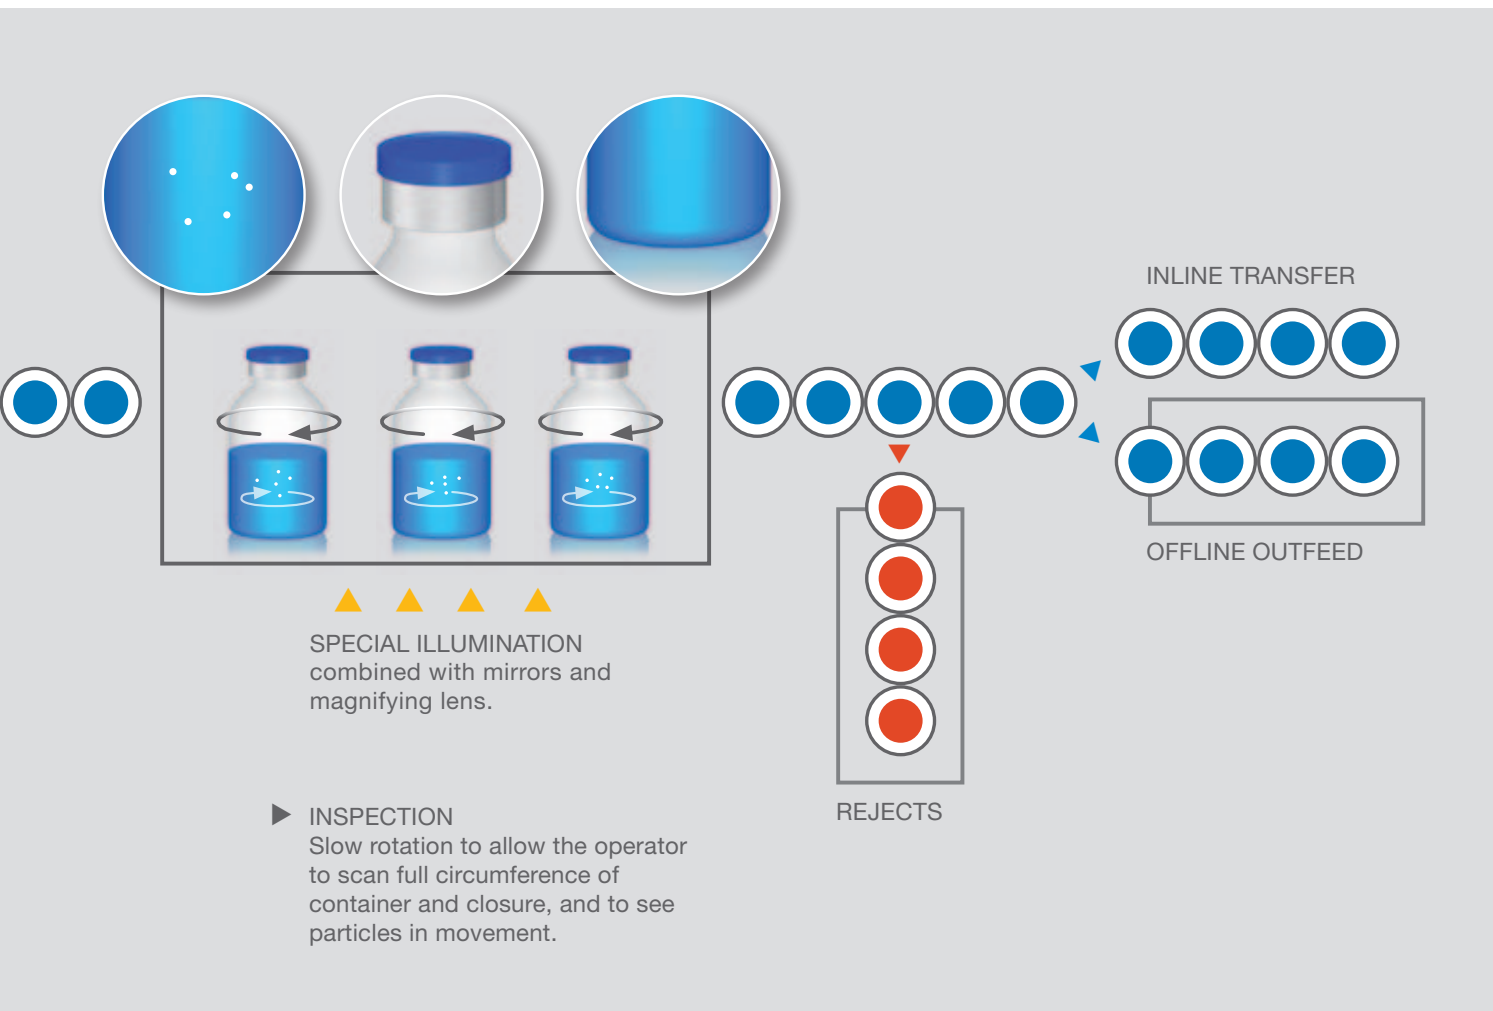 INLINE TRANSFER
OFFLINE OUTFEED
SPECIAL ILLUMINATION
combined with mirrors and
magnifying lens.
REJECTS
INSPECTION
Slow rotation to allow the operator
to scan full circumference of
container and closure, and to see
particles in movement.